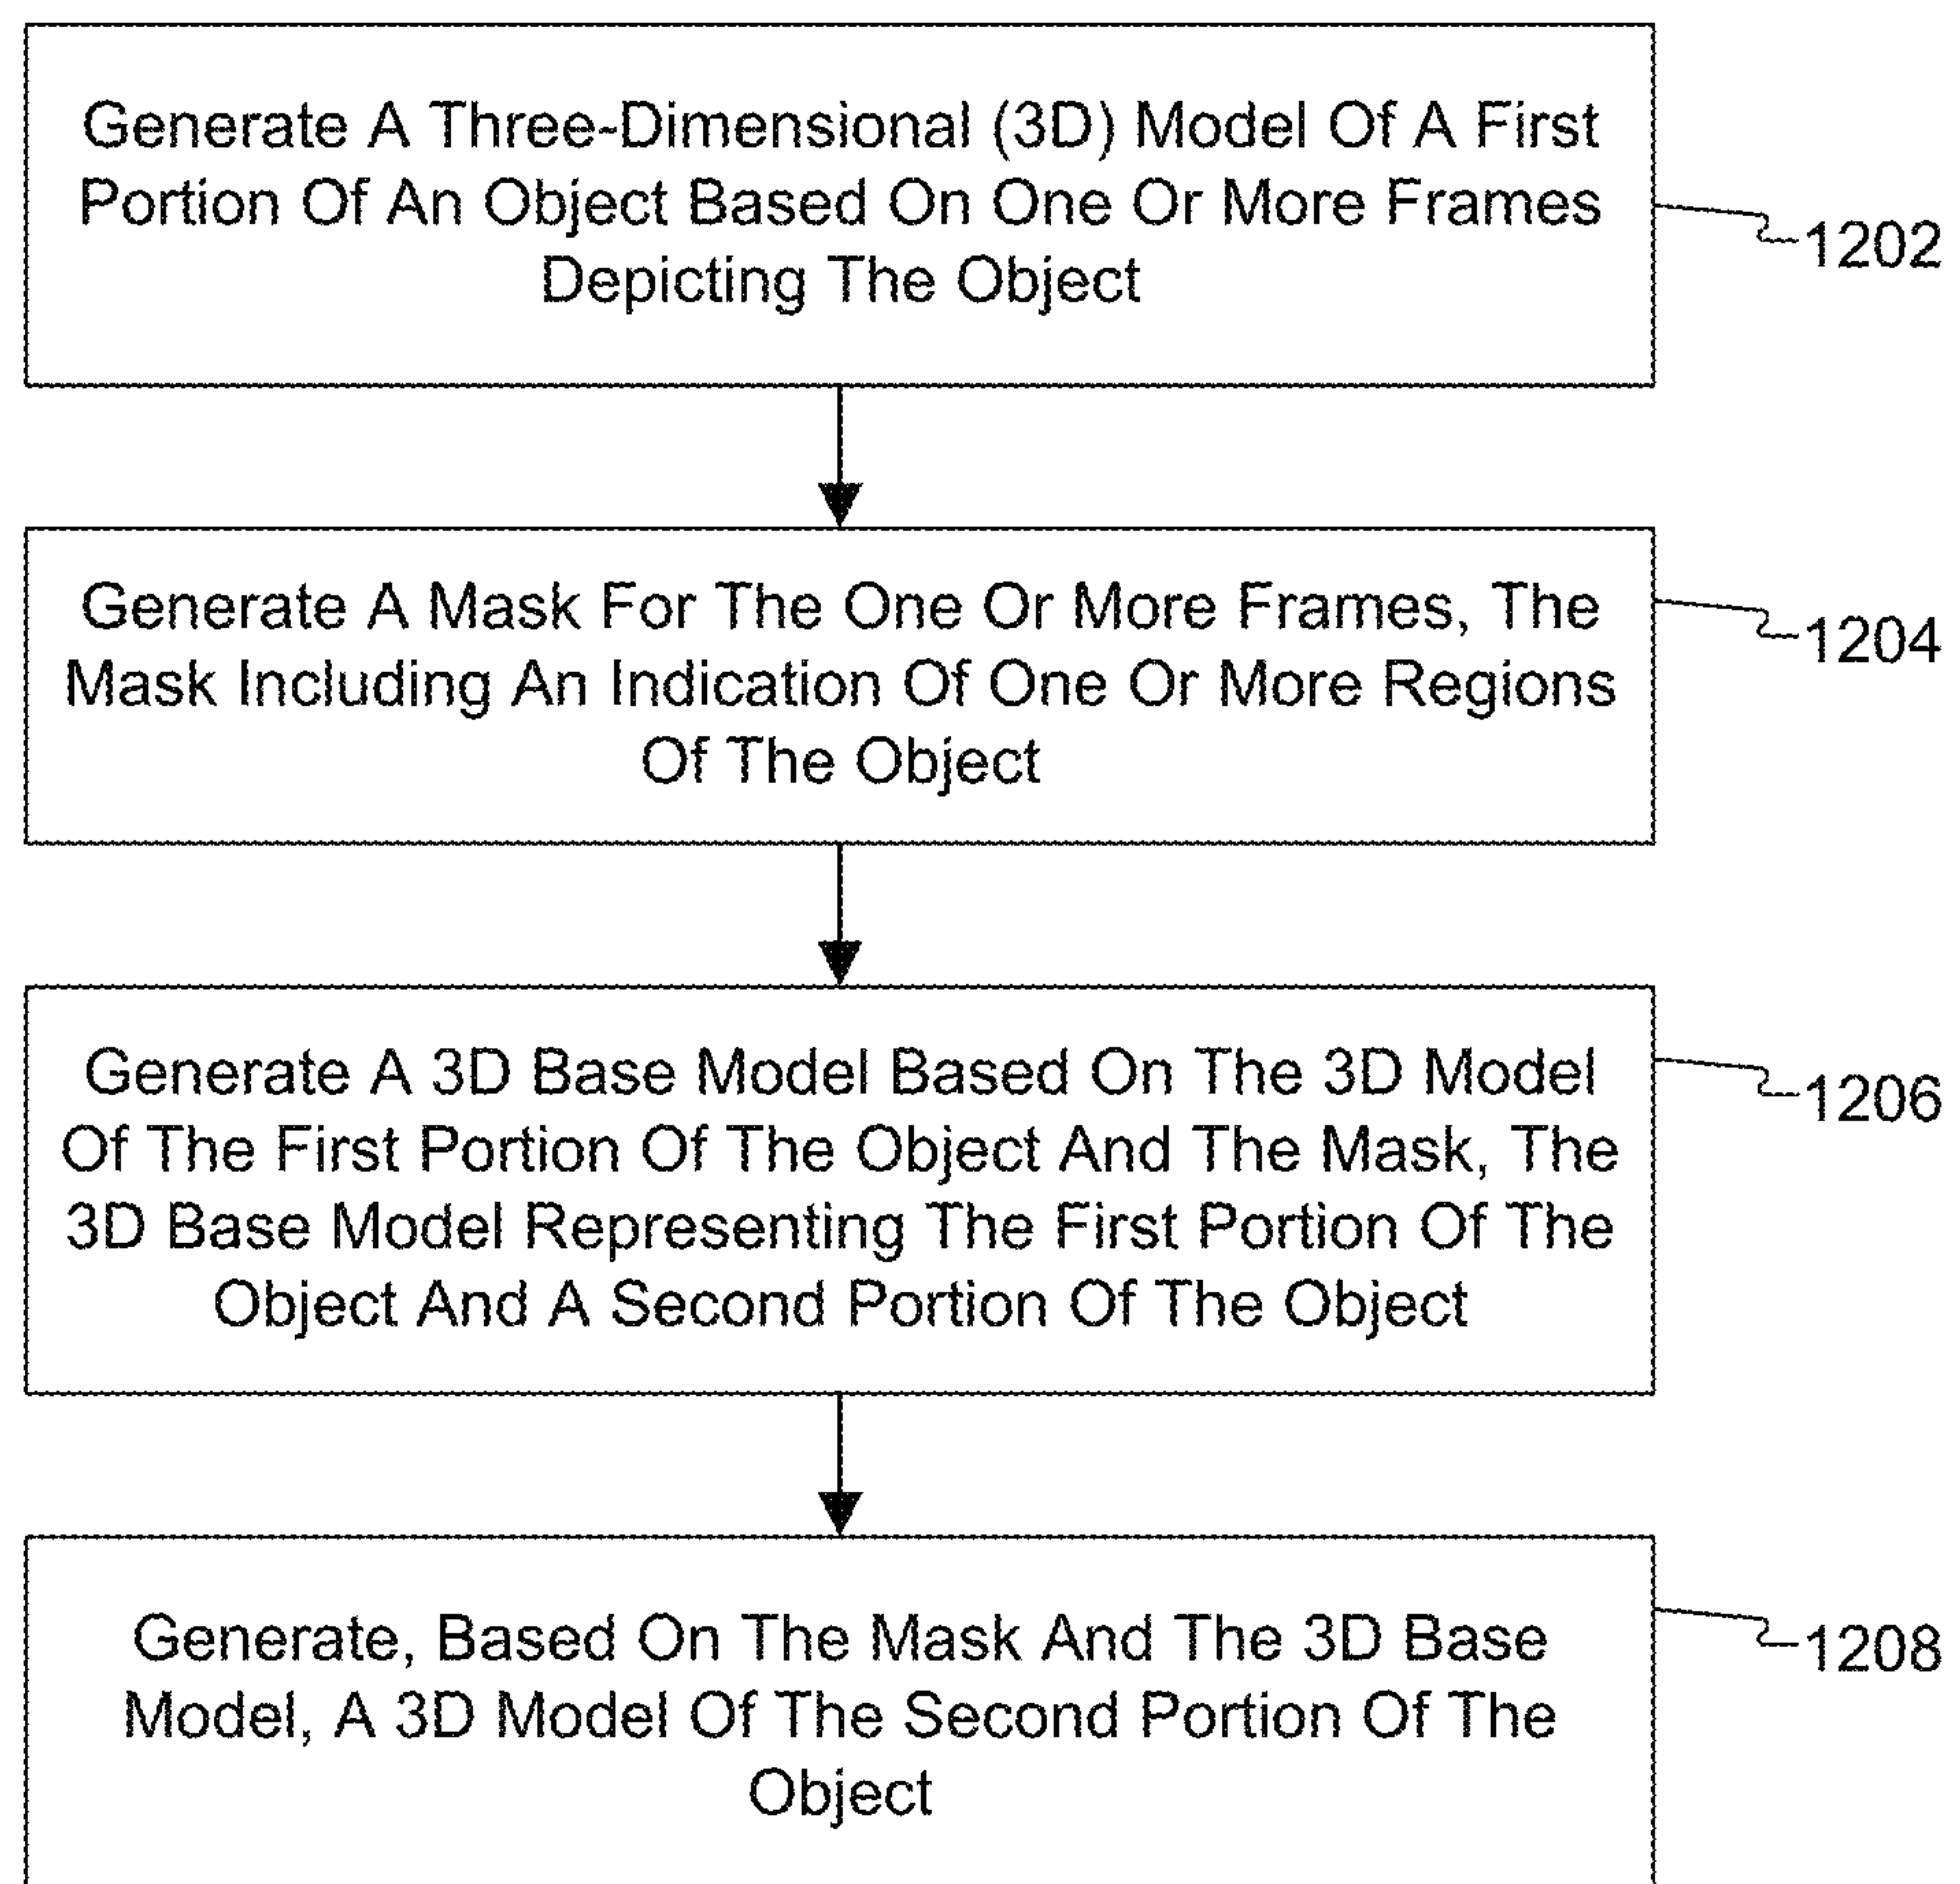 Generate A Three-Dimensional (3D) Model Of A First
Portion Of An Object Based On One Or More Frames
Depicting The Object
1202
Generate A Mask For The One Or More Frames, The
Mask Including An Indication Of One Or More Regions
Of The Object
1204
Generate A 3D Base Model Based On The 3D Model
Of The First Portion Of The Object And The Mask, The
3D Base Model Representing The First Portion Of The
Object And A Second Portion Of The Object
1206
Generate, Based On The Mask And The 3D Base
Model, A 3D Model Of The Second Portion Of The
Object
1208